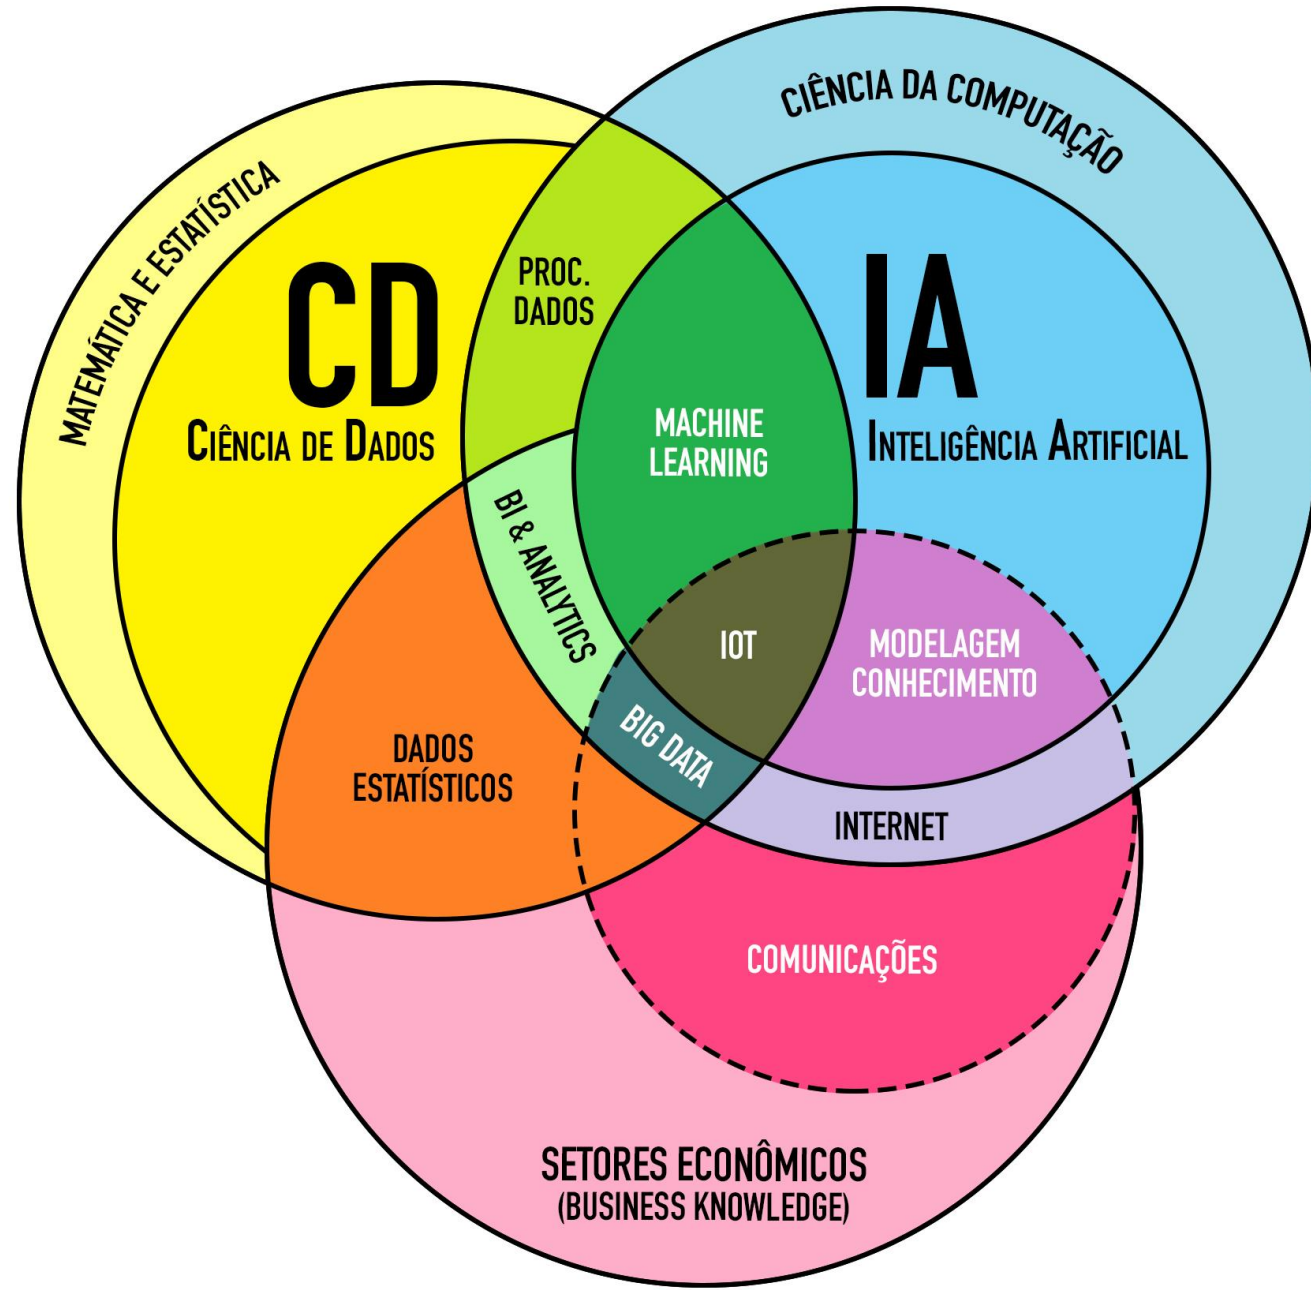 CIÊNCIA DA COMPUTAÇÃO
MATEMÁTICA E ESTATÍSTICA
CD
CIÊNCIA DE DADOS
PROC.
DADOS
IA
INTELIGÊNCIA ARTIFICIAL
MACHINE
LEARNING
BI & ANALYTICS
IOT
MODELAGEM
CONHECIMENTO
BIG DATA
DADOS
ESTATÍSTICOS
INTERNET
COMUNICAÇÕES
SETORES ECONÔMICOS
(BUSINESS KNOWLEDGE)